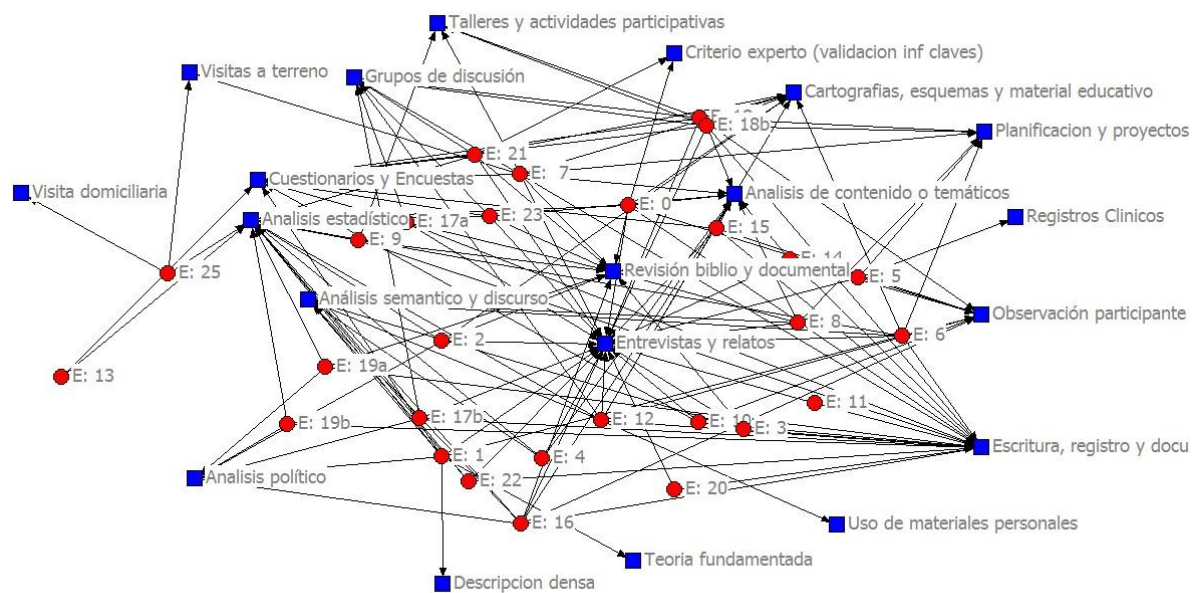 Talleres y actividades participativas
Criterio experto (validacion inf claves)
Visitas a terreno
Grupos de discusión
Cartografias, esquemas y material educativo
E: 18b
Planificacion y proyectos
E: 21
E: 7
Visita domiciliaria
Cuestionarios y Encuestas
Analisis de contenido o temáticos
E: 0
E: 23
Analisis estadístico
E: 17a
Registros Clinicos
E: 15
E: 9
E: 14
E: 25
Revisión biblio y documental
E: 5
Análisis semantico y discurso
Observación participante
E: 8
E: 2
Entrevistas y relatos
E: 6
E: 19a
E: 13
E: 11
E: 19b
E: 17b
E: 12
E: 3
Escritura, registro y docu
E: 1
E: 4
Analisis político
E: 22
E: 20
E: 16
Uso de materiales personales
Teoria fundamentada
Descripcion densa